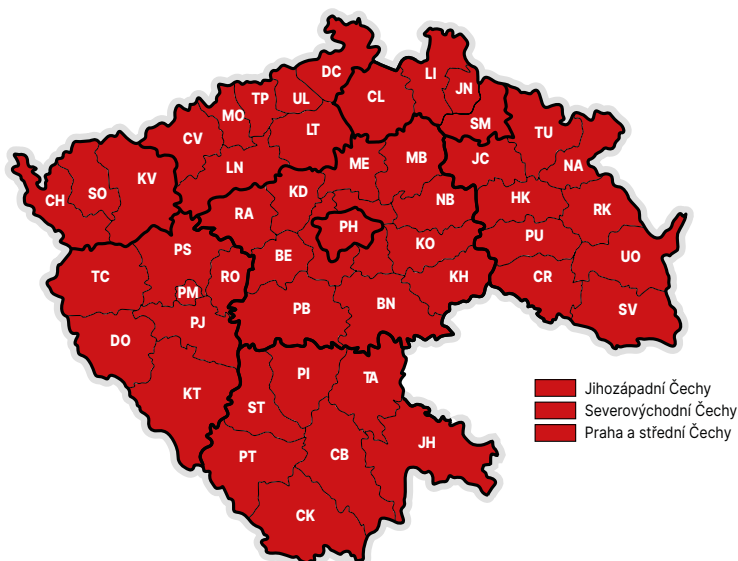 DC
LI
JN
CL
TP
UL
MO
LT
SM
TU
CV
ME
MB
JC
NA
LN
KV
SO
CH
KD
NB
HK
RK
RA
PH
PU
KO
BE
UO
PS
TC
RO
KH
CR
PM
PB
BN
SV
PJ
DO
PI
TA
KT
ST
JH
CB
PT
CK
Jihozápadní Čechy
Severovýchodní Čechy
Praha a střední Čechy